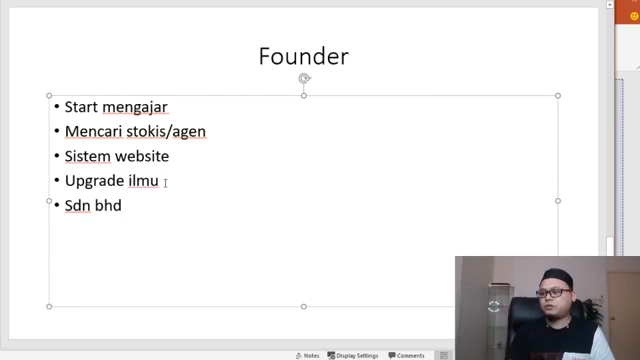 Founder
• Start mengajar
• Mencari stokis/agen
• Sistem website
• Upgrade ilmu
• Sdn bhd
Notes Display Settings Comments